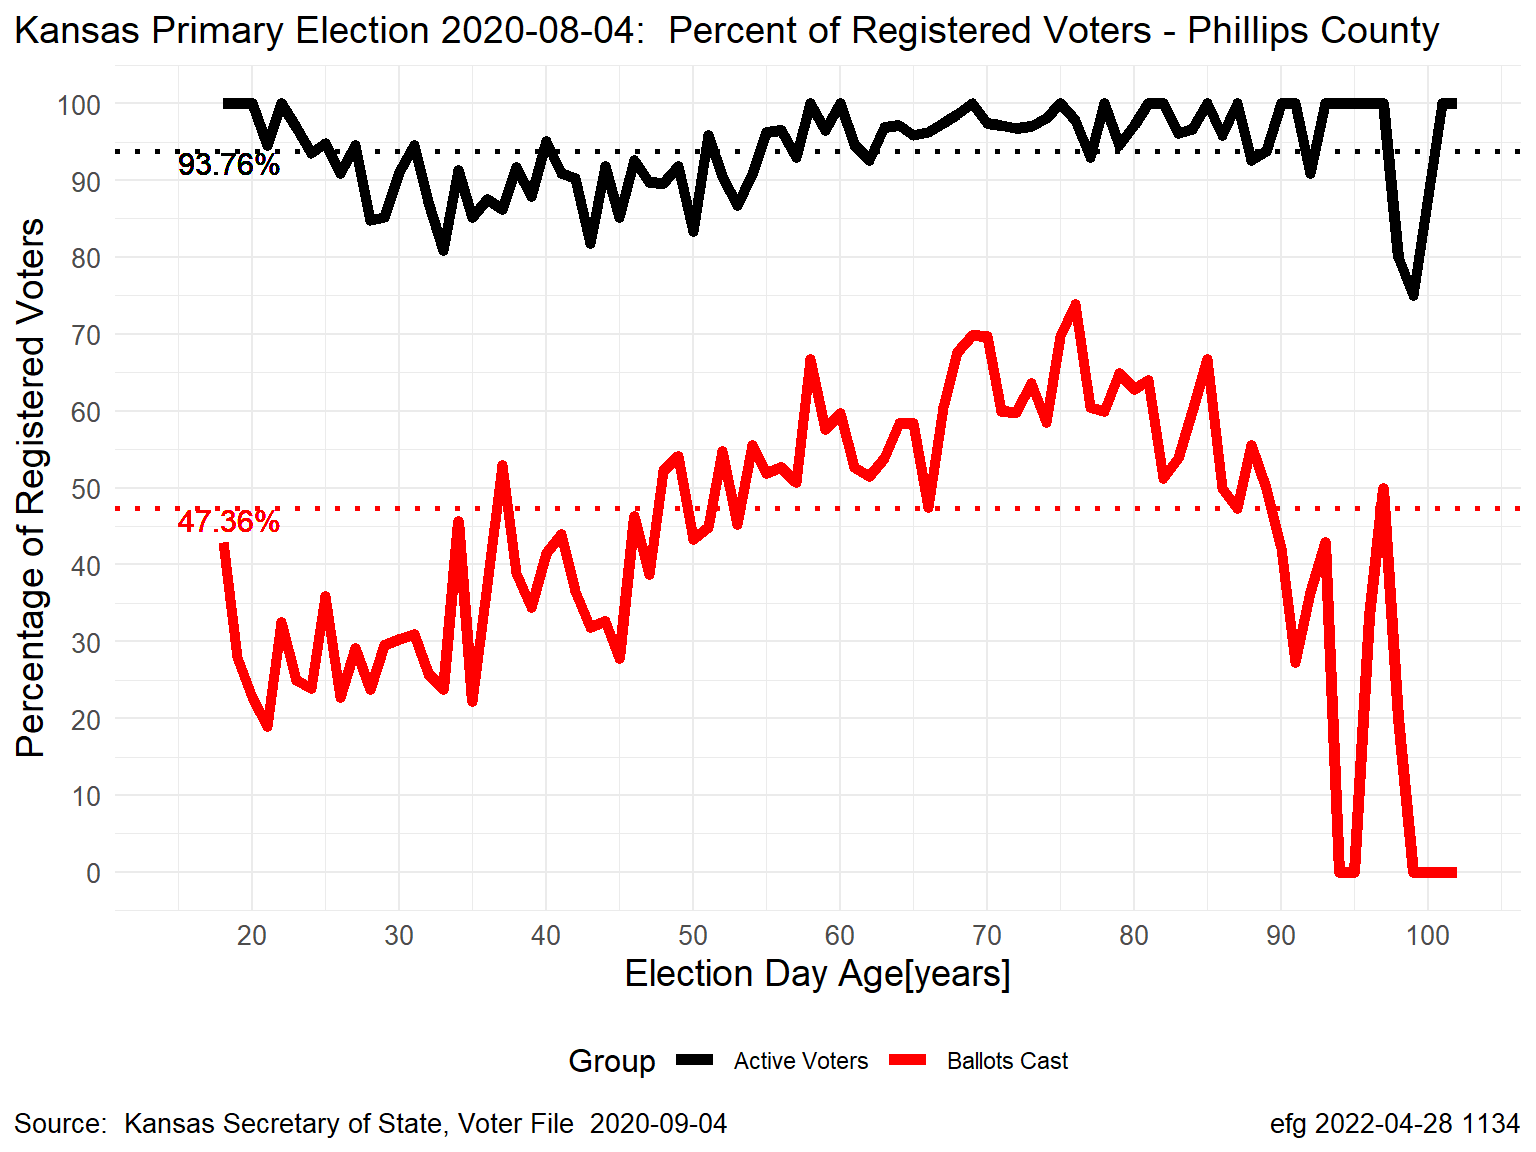 Kansas Primary Election 2020-08-04:  Percent of Registered Voters - Phillips County
Percentage of Registered Voters
100
90
80
70
60
50
40
30
20
10
0
93.76%
47.36%
20 30 40 50 60 70 80 90 100
Election Day Age[years]
Group Active Voters Ballots Cast
Source:  Kansas Secretary of State, Voter File  2020-09-04 efg 2022-04-28 1134